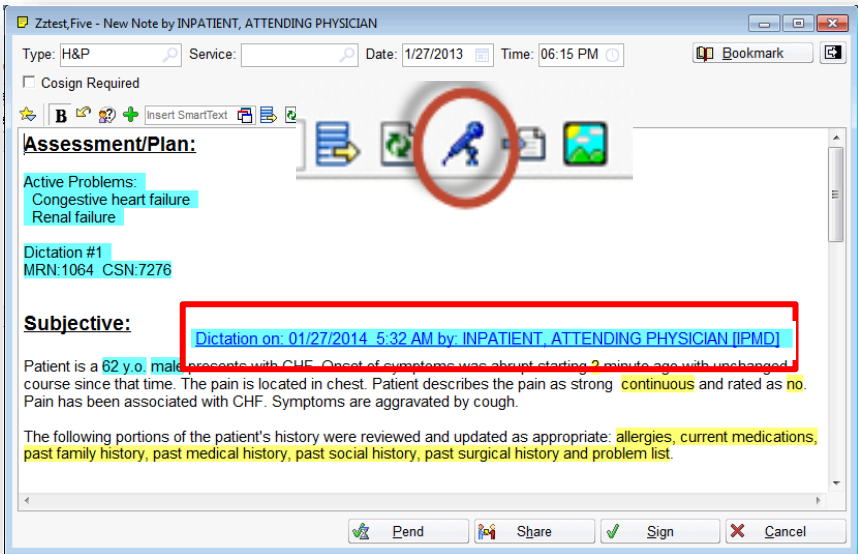 Zztest,Five - New Note by INPATIENT, ATTENDING PHYSICIAN
Type: H&P Service: Date: 1/27/2013 Time: 06:15 PM Bookmark
Cosign Required
B Insert SmartText
Assessment/Plan:
Active Problems:
Congestive heart failure
Renal failure
Dictation #1
MRN:1064 CSN:7276
Subjective:
Dictation on: 01/27/2014 5:32 AM by: INPATIENT, ATTENDING PHYSICIAN [IPMD]
Patient is a 62 y.o. male presents with CHF. Onset of symptoms was abrupt starting 2 minute ago with unchanged
course since that time. The pain is located in chest. Patient describes the pain as strong continuous and rated as no.
Pain has been associated with CHF. Symptoms are aggravated by cough.
The following portions of the patient's history were reviewed and updated as appropriate: allergies, current medications,
past family history, past medical history, past social history, past surgical history and problem list.
Pend Share Sign Cancel